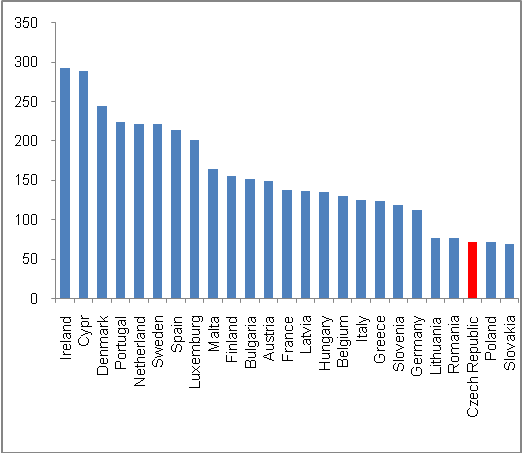 350
300
250
200
150
100
50
0
Ireland
Cypr
Denmark
Portugal
Netherland
Sweden
Spain
Luxemburg
Malta
Finland
Bulgaria
Austria
France
Latvia
Hungary
Belgium
Italy
Greece
Slovenia
Germany
Lithuania
Romania
Czech Republic
Poland
Slovakia